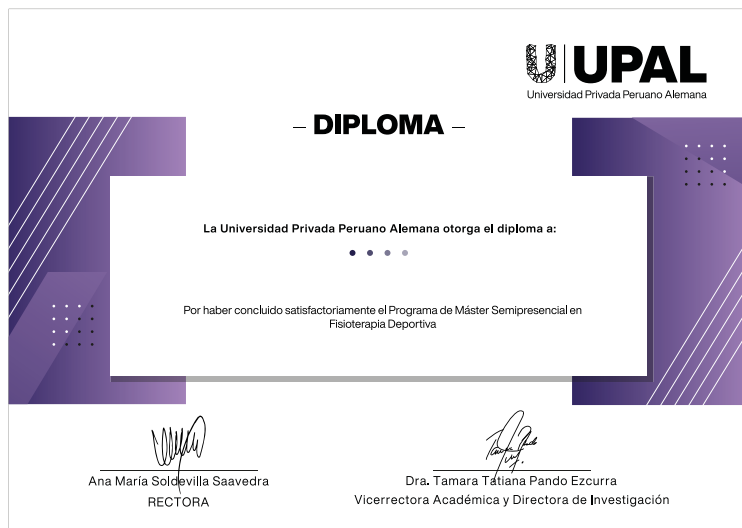 UPAL
Universidad Privada Peruano Alemana
– DIPLOMA –
La Universidad Privada Peruano Alemana otorga el diploma a:
Por haber concluido satisfactoriamente el Programa de Máster Semipresencial en
Fisioterapia Deportiva
Ana María Soldevilla Saavedra
RECTORA
Dra. Tamara Tatiana Pando Ezcurra
Vicerrectora Académica y Directora de Investigación